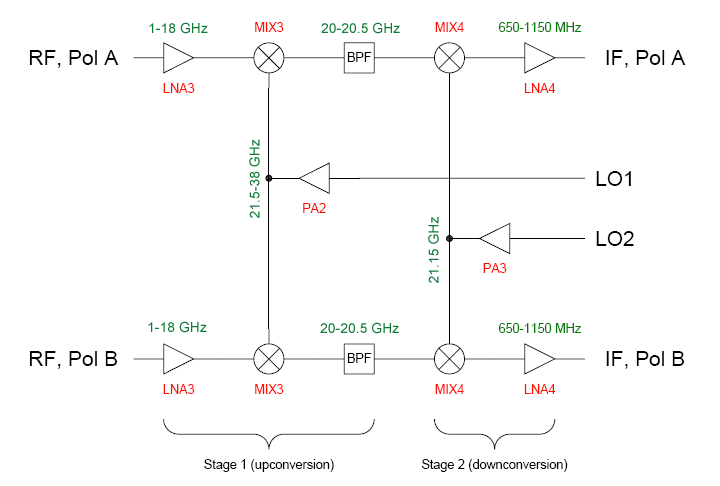 1-18 GHz
MIX3
20-20.5 GHz
MIX4
650-1150 MHz
RF, Pol A
BPF
IF, Pol A
LNA3
LNA4
21.5-38 GHz
LO1
PA2
21.15 GHz
LO2
PA3
1-18 GHz
20-20.5 GHz
650-1150 MHz
RF, Pol B
BPF
IF, Pol B
LNA3
MIX3
MIX4
LNA4
Stage 1 (upconversion)
Stage 2 (downconversion)